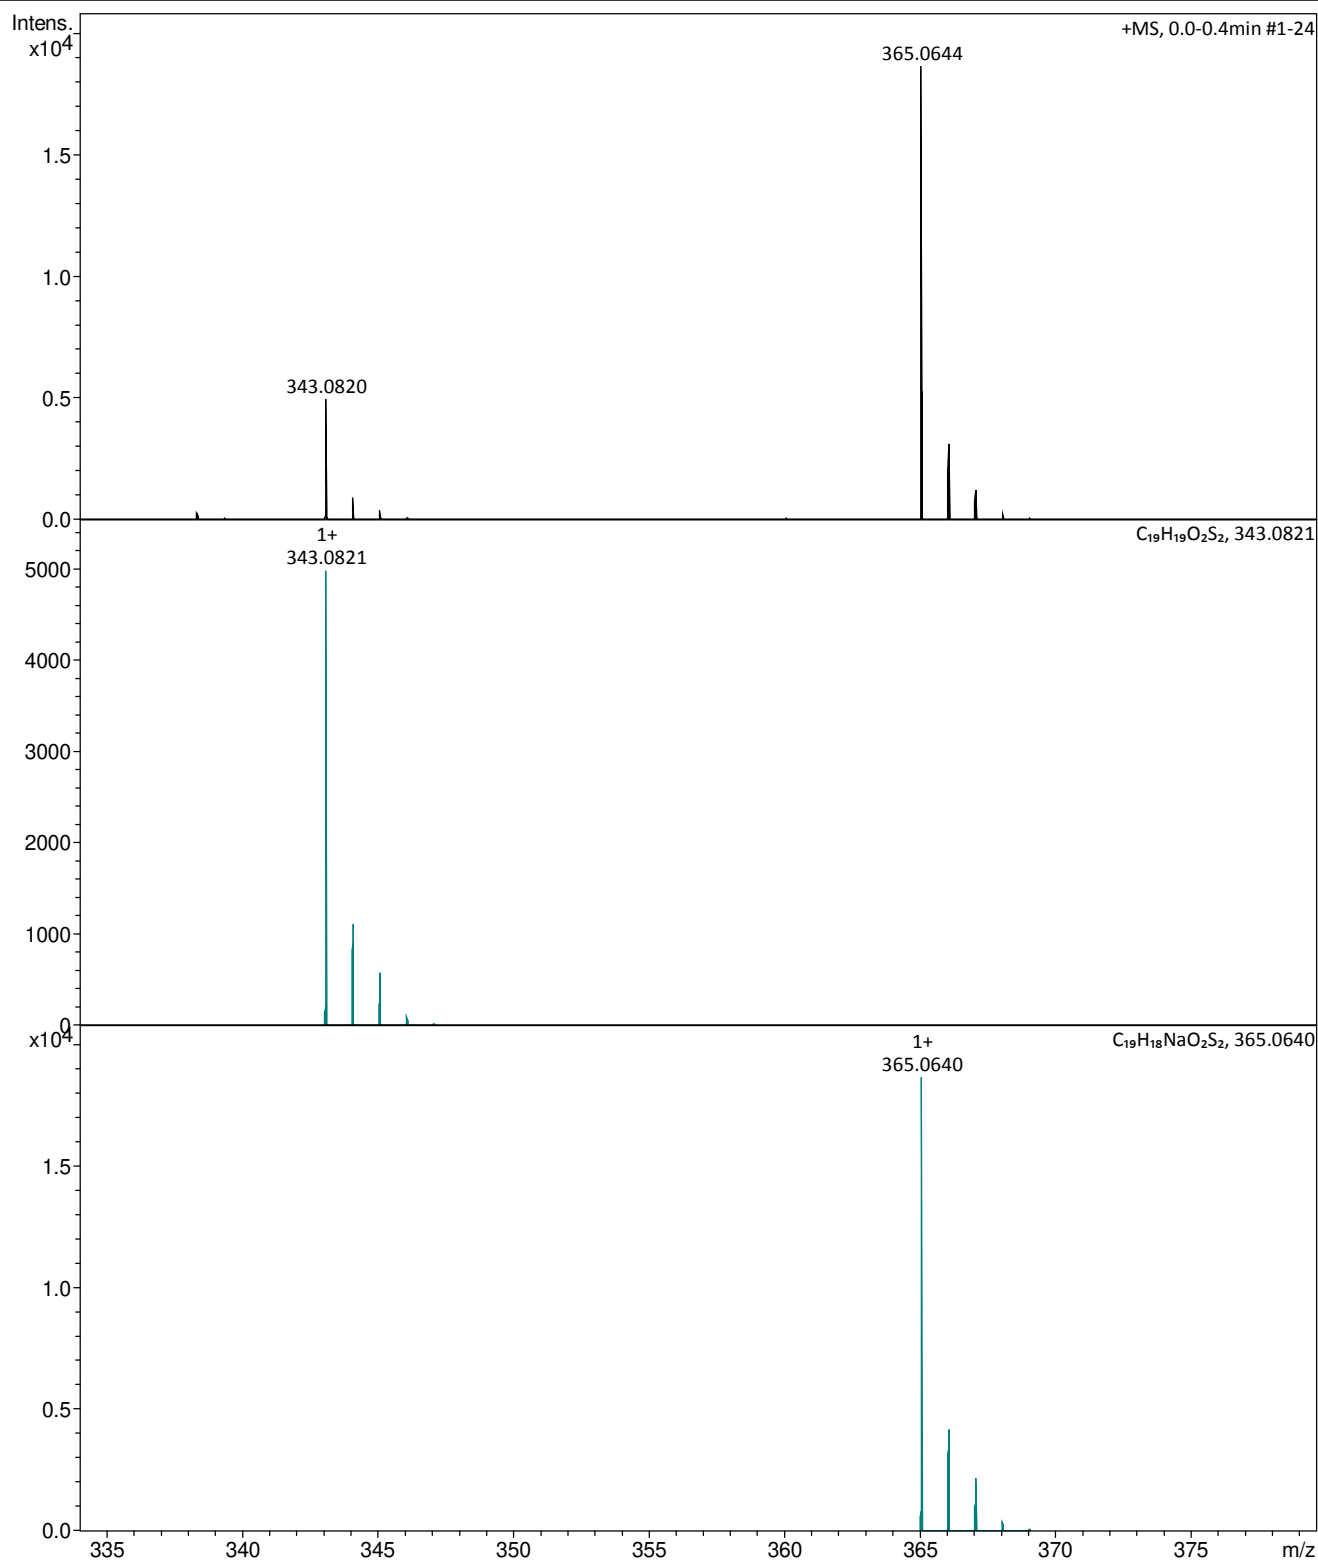 Intens.
x10⁴
+MS, 0.0-0.4min #1-24
365.0644
1.5
1.0
343.0820
0.5
0.0
1+
C₁₉H₁₉O₂S₂, 343.0821
343.0821
5000
4000
3000
2000
1000
0
x10⁴
1+
C₁₉H₁₈NaO₂S₂, 365.0640
365.0640
1.5
1.0
0.5
0.0
335 340 345 350 355 360 365 370 375 m/z